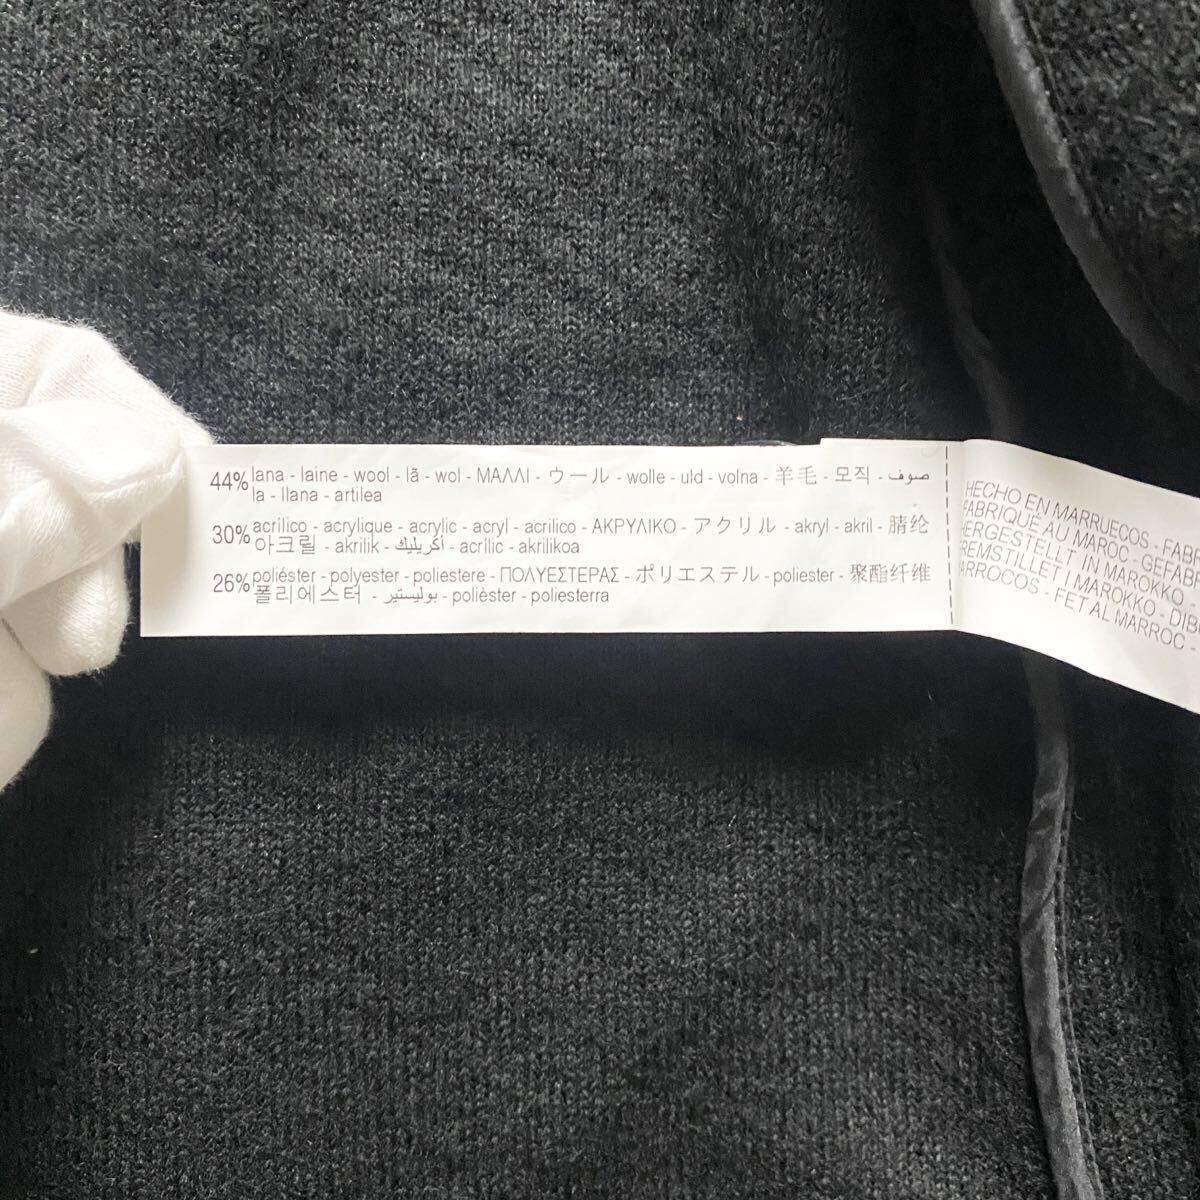 44% lana - laine - wool - lã - wol - ΜΑΛΛΙ - ウール - wolle - uld - volna - 羊毛 - 모직 - صوف
la - llana - artilea
30% acrílico - acrylique - acrylic - acryl - acrilico - ΑΚΡΥΛΙΚΟ - アクリル - akryl - akril - 腈纶
아크릴 - akrilik - أكريليك - acrílic - akrilikoa
26% poliéster - polyester - poliestere - ΠΟΛΥΕΣΤΕΡΑΣ - ポリエステル - poliester - 聚酯纤维
폴리에스터 - بوليستير - polièster - poliesterra
HECHO EN MARRUECOS - FABRI
FABRIQUÉ AU MAROC - GEFABR
HERGESTELLT IN MAROKKO -
FREMSTILLET I MAROKKO - DIBU
ARROCOS - FET AL MARROC -